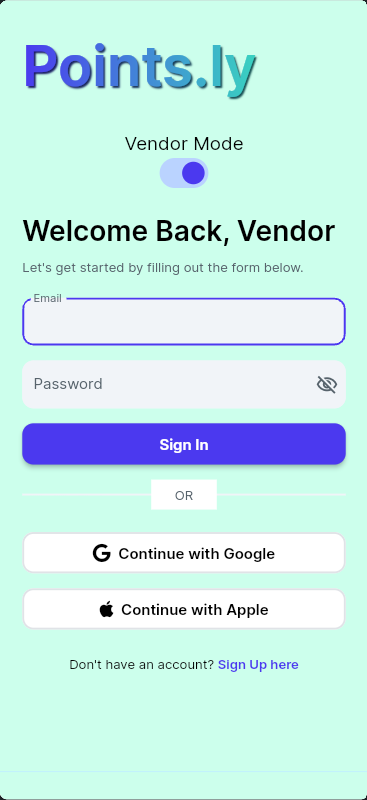 Points.ly
Vendor Mode
Welcome Back, Vendor
Let's get started by filling out the form below.
Email
Password
Sign In
OR
Continue with Google
Continue with Apple
Don't have an account? Sign Up here